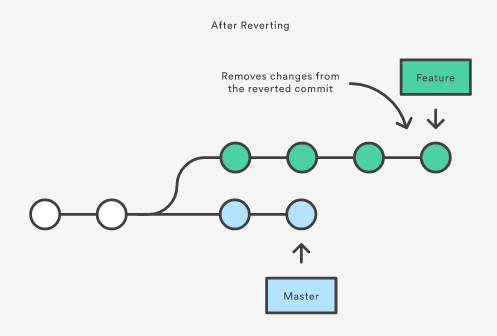 After Reverting
Removes changes from
the reverted commit
Feature
Master